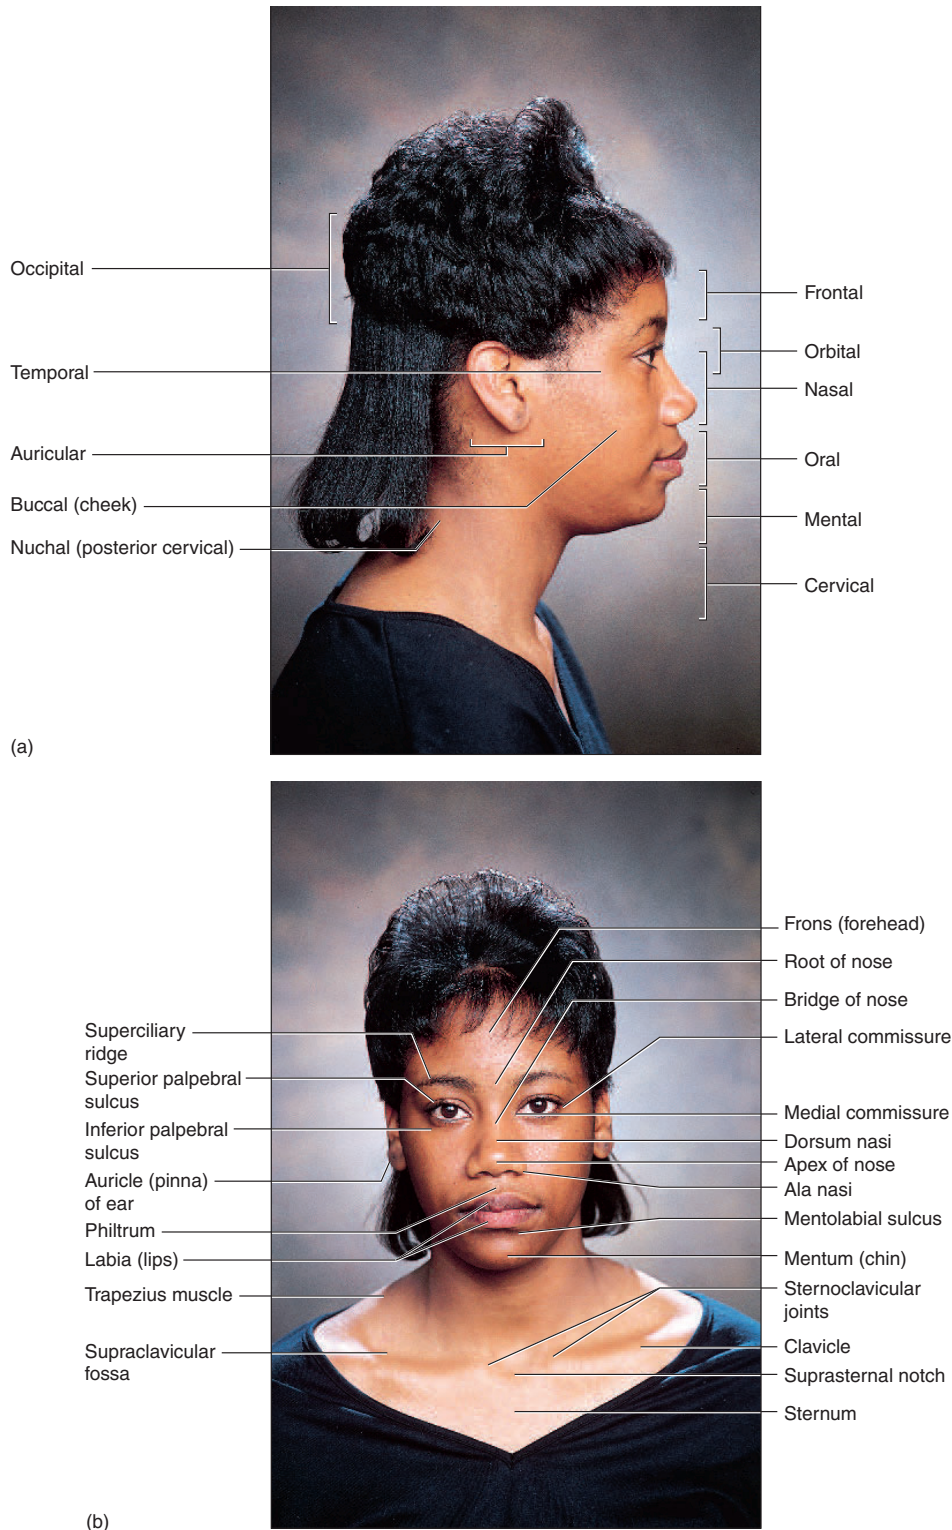 Occipital
Temporal
Auricular
Buccal (cheek)
Nuchal (posterior cervical)
Frontal
Orbital
Nasal
Oral
Mental
Cervical
(a)
Superciliary
ridge
Superior palpebral
sulcus
Inferior palpebral
sulcus
Auricle (pinna)
of ear
Philtrum
Labia (lips)
Trapezius muscle
Supraclavicular
fossa
Frons (forehead)
Root of nose
Bridge of nose
Lateral commissure
Medial commissure
Dorsum nasi
Apex of nose
Ala nasi
Mentolabial sulcus
Mentum (chin)
Sternoclavicular
joints
Clavicle
Suprasternal notch
Sternum
(b)